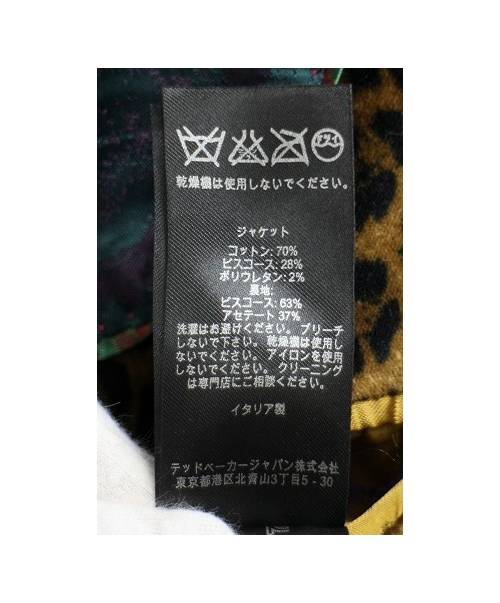 ドライ
乾燥機は使用しないでください。
ジャケット
コットン: 70%
ビスコース: 28%
ポリウレタン: 2%
裏地:
ビスコース: 63%
アセテート 37%
洗濯はお避けください。ブリーチ
しないで下さい。乾燥機は使用し
ないでください。アイロンを使用
しないでください。クリーニング
は専門店にご相談ください。
イタリア製
テッドベーカージャパン株式会社
東京都港区北青山3丁目5-30